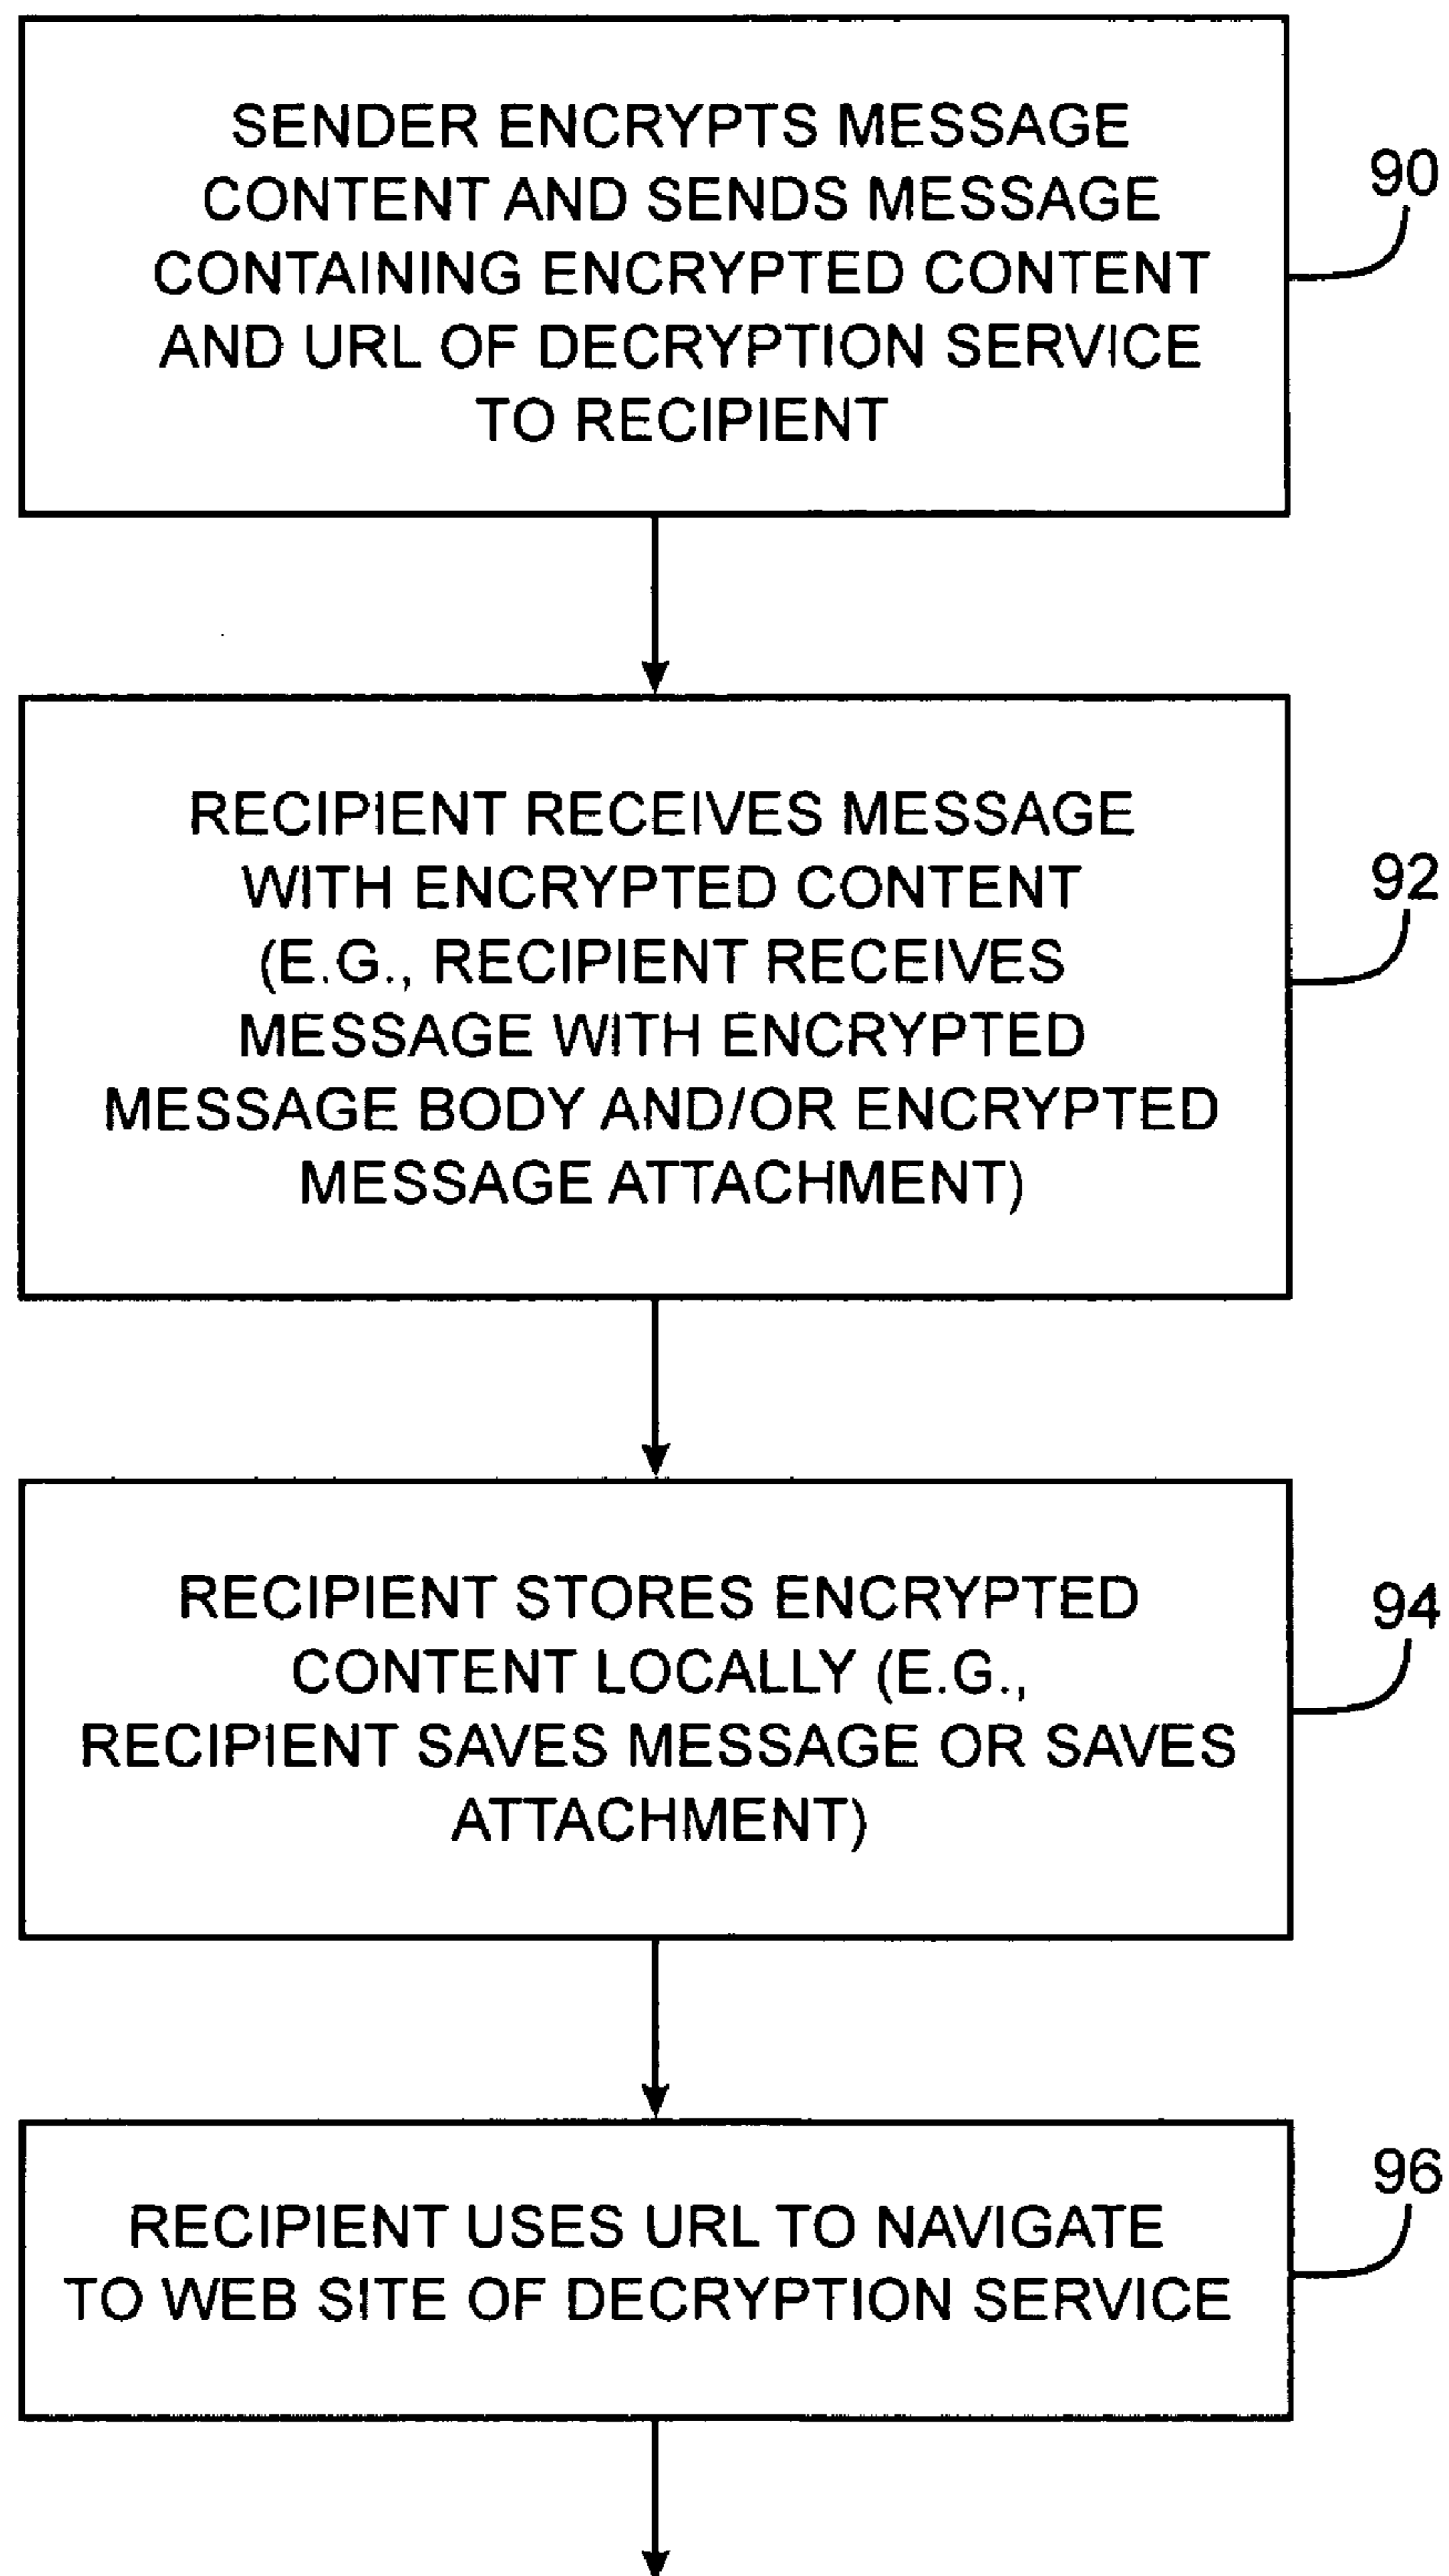 SENDER ENCRYPTS MESSAGE
CONTENT AND SENDS MESSAGE
CONTAINING ENCRYPTED CONTENT
AND URL OF DECRYPTION SERVICE
TO RECIPIENT
90
RECIPIENT RECEIVES MESSAGE
WITH ENCRYPTED CONTENT
(E.G., RECIPIENT RECEIVES
MESSAGE WITH ENCRYPTED
MESSAGE BODY AND/OR ENCRYPTED
MESSAGE ATTACHMENT)
92
RECIPIENT STORES ENCRYPTED
CONTENT LOCALLY (E.G.,
RECIPIENT SAVES MESSAGE OR SAVES
ATTACHMENT)
94
RECIPIENT USES URL TO NAVIGATE
TO WEB SITE OF DECRYPTION SERVICE
96